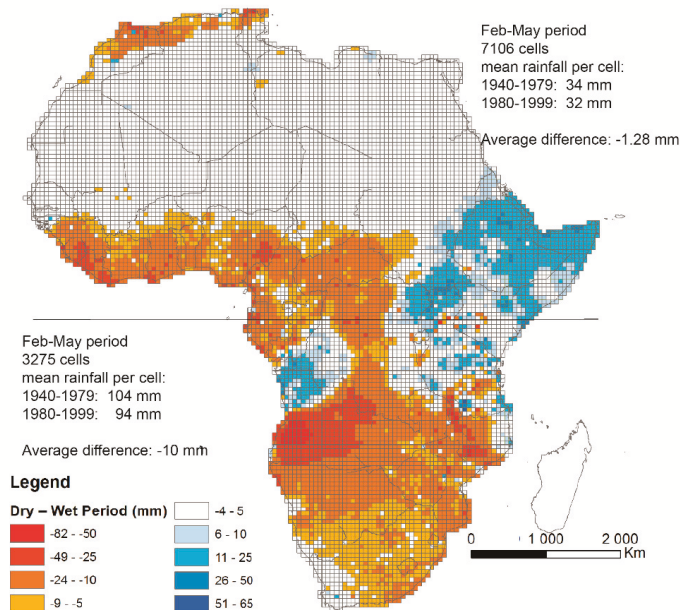 Feb-May period
7106 cells
mean rainfall per cell:
1940-1979: 34 mm
1980-1999: 32 mm
Average difference: -1.28 mm
Feb-May period
3275 cells
mean rainfall per cell:
1940-1979: 104 mm
1980-1999: 94 mm
Average difference: -10 mm
Legend
Dry – Wet Period (mm)
-82 - -50
-49 - -25
-24 - -10
-9 - -5
-4 - 5
6 - 10
11 - 25
26 - 50
51 - 65
0 1 000 2 000
Km